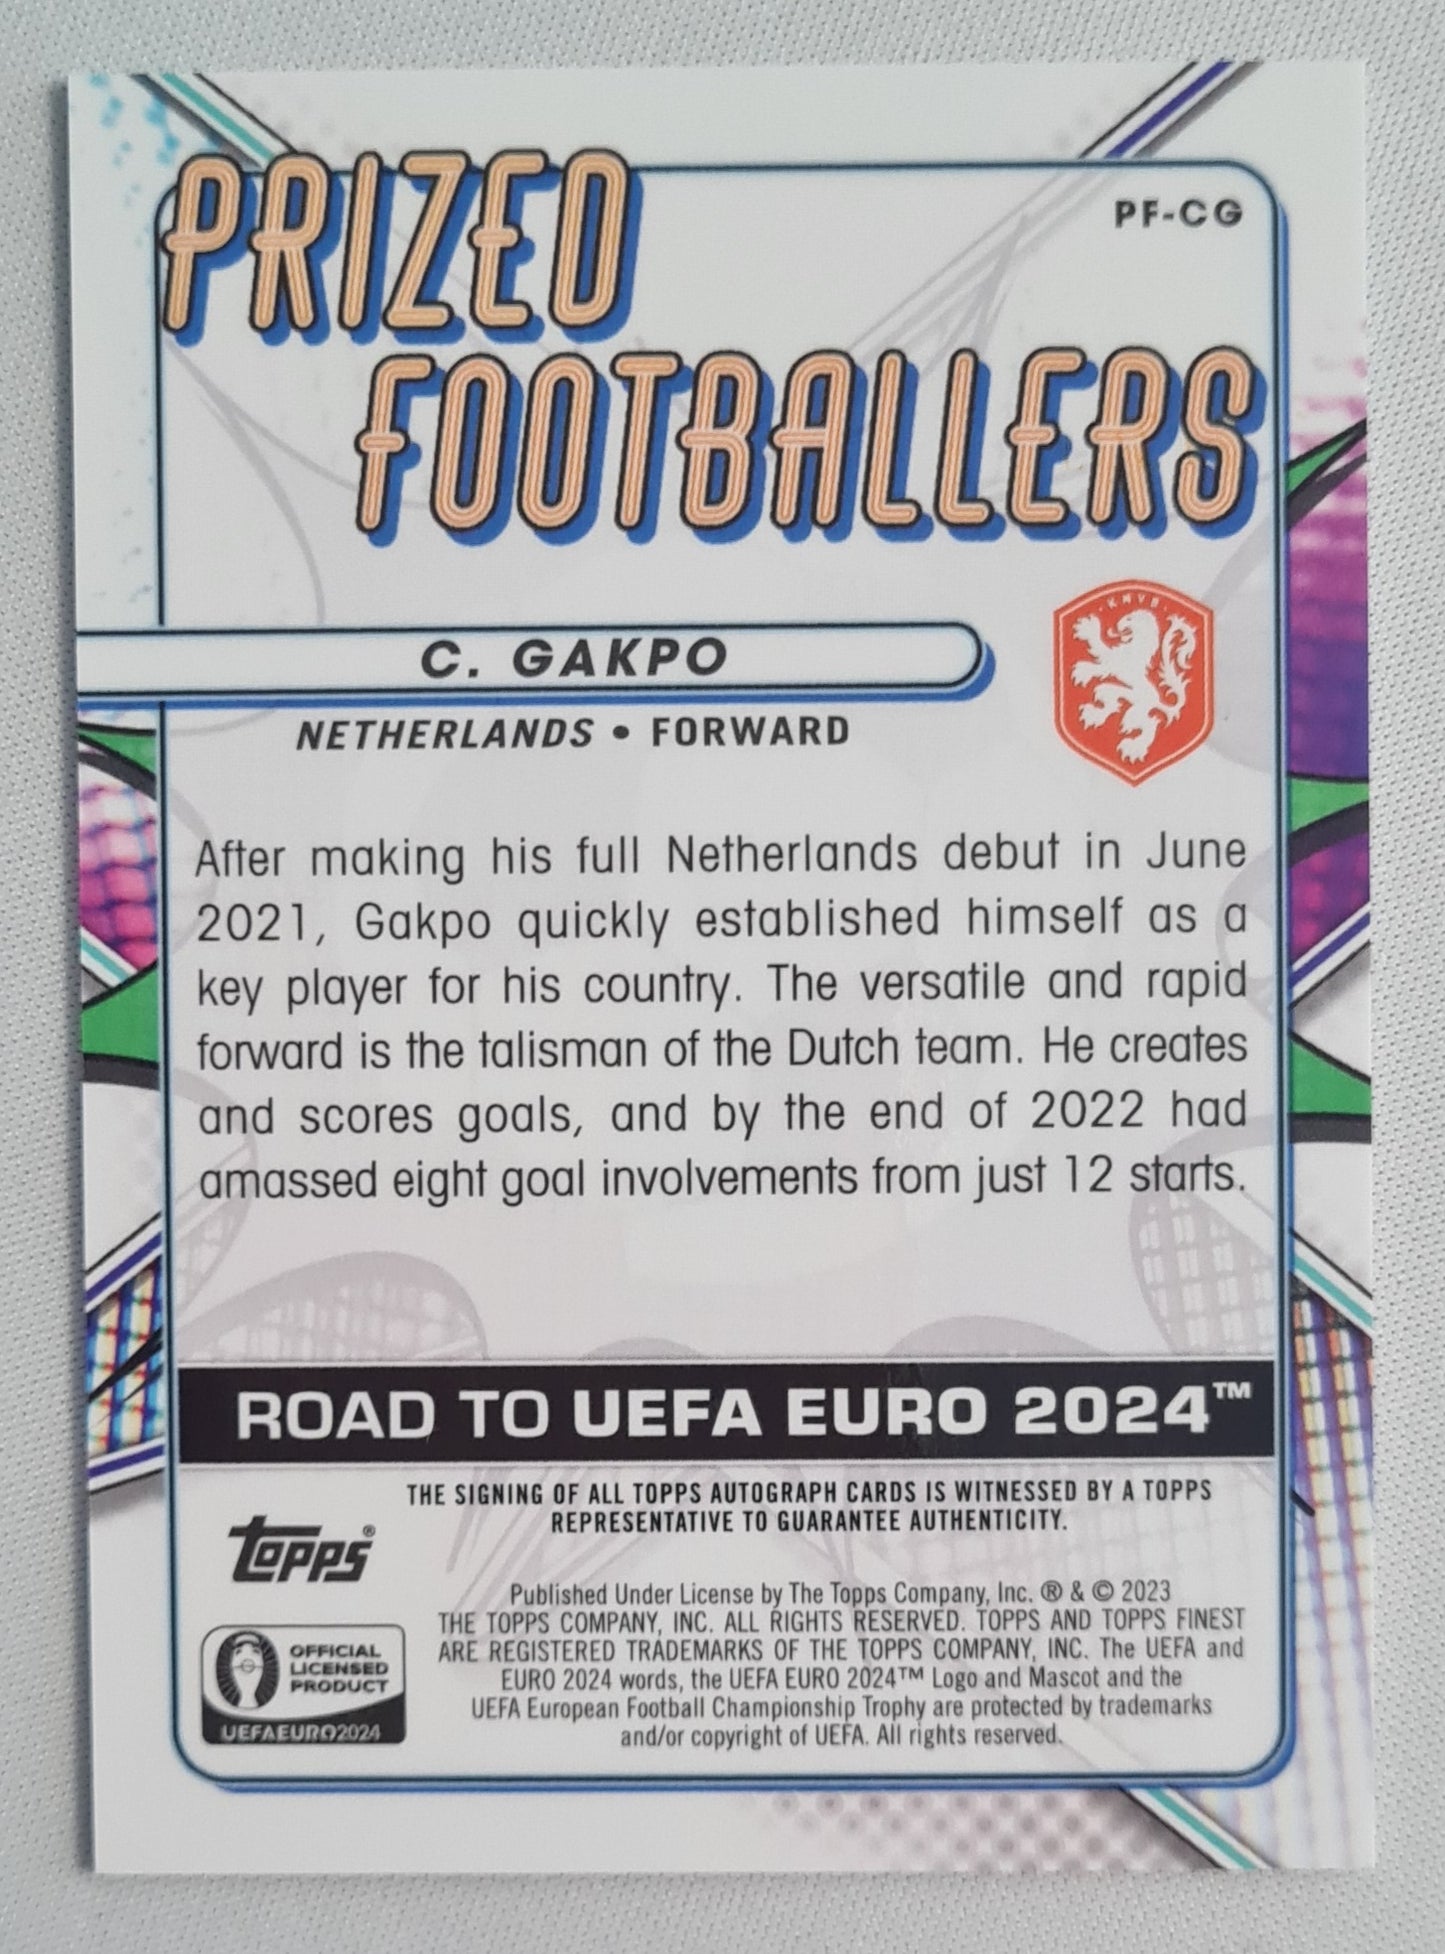 PRIZED
PF-CG
FOOTBALLERS
KNVB
C. GAKPO
NETHERLANDS • FORWARD
After making his full Netherlands debut in June
2021, Gakpo quickly established himself as a
key player for his country. The versatile and rapid
forward is the talisman of the Dutch team. He creates
and scores goals, and by the end of 2022 had
amassed eight goal involvements from just 12 starts.
ROAD TO UEFA EURO 2024™
THE SIGNING OF ALL TOPPS AUTOGRAPH CARDS IS WITNESSED BY A TOPPS
REPRESENTATIVE TO GUARANTEE AUTHENTICITY.
topps®
Published Under License by The Topps Company, Inc. ® & © 2023
THE TOPPS COMPANY, INC. ALL RIGHTS RESERVED. TOPPS AND TOPPS FINEST
ARE REGISTERED TRADEMARKS OF THE TOPPS COMPANY, INC. The UEFA and
EURO 2024 words, the UEFA EURO 2024™ Logo and Mascot and the
UEFA European Football Championship Trophy are protected by trademarks
and/or copyright of UEFA. All rights reserved.
OFFICIAL
LICENSED
PRODUCT
UEFAEURO2024